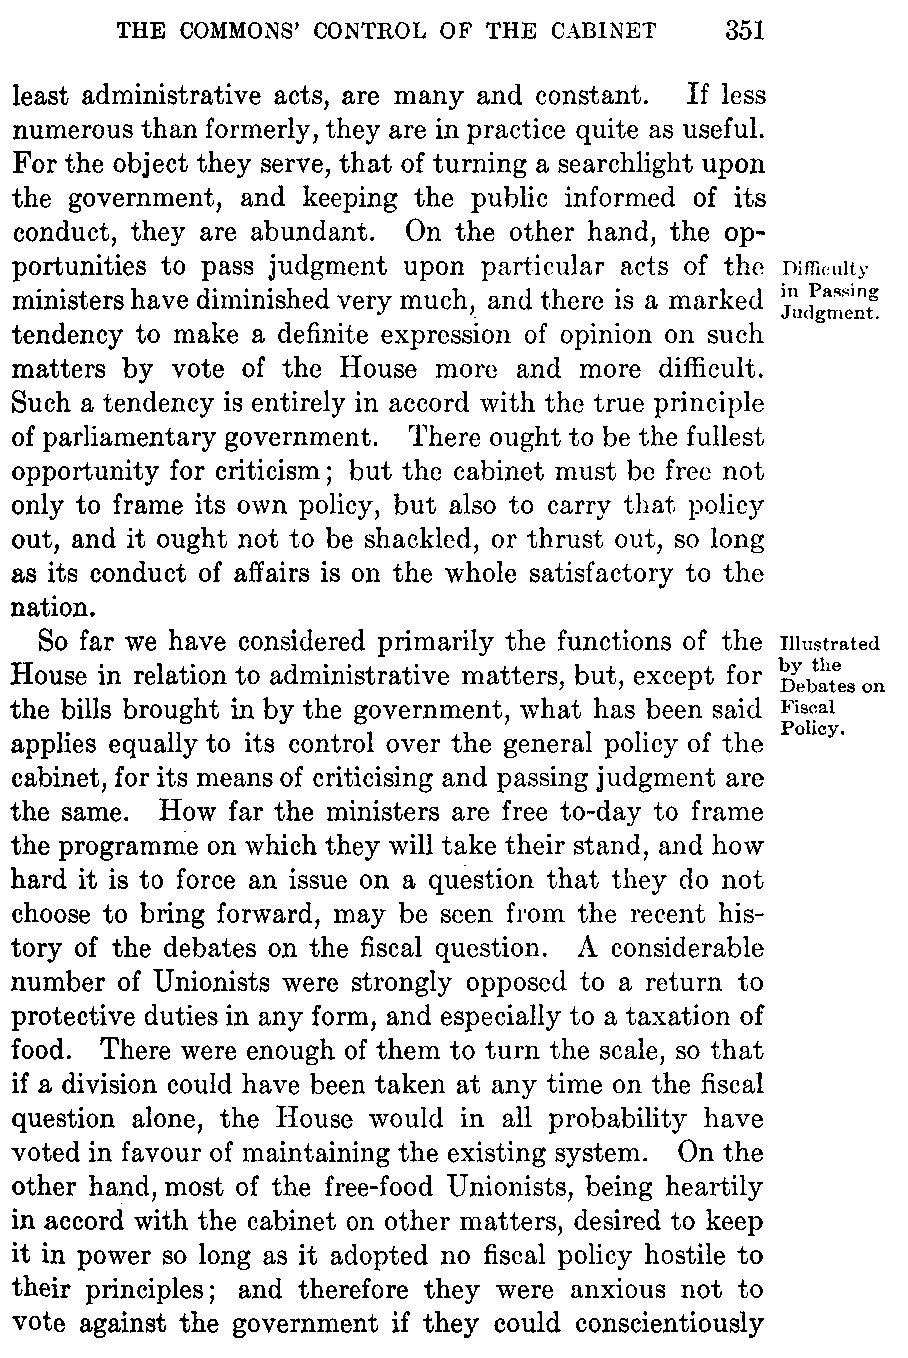 THE COMMONS' CONTROL OF THE CABINET 351
least administrative acts, are many and constant. If less
numerous than formerly, they are in practice quite as useful.
For the object they serve, that of turning a searchlight upon
the government, and keeping the public informed of its
conduct, they are abundant. On the other hand, the op-
portunities to pass judgment upon particular acts of the
ministers have diminished very much, and there is a marked
tendency to make a definite expression of opinion on such
matters by vote of the House more and more difficult.
Such a tendency is entirely in accord with the true principle
of parliamentary government. There ought to be the fullest
opportunity for criticism; but the cabinet must be free not
only to frame its own policy, but also to carry that policy
out, and it ought not to be shackled, or thrust out, so long
as its conduct of affairs is on the whole satisfactory to the
nation.
Difficulty
in Passing
Judgment.
So far we have considered primarily the functions of the
House in relation to administrative matters, but, except for
the bills brought in by the government, what has been said
applies equally to its control over the general policy of the
cabinet, for its means of criticising and passing judgment are
the same. How far the ministers are free to-day to frame
the programme on which they will take their stand, and how
hard it is to force an issue on a question that they do not
choose to bring forward, may be seen from the recent his-
tory of the debates on the fiscal question. A considerable
number of Unionists were strongly opposed to a return to
protective duties in any form, and especially to a taxation of
food. There were enough of them to turn the scale, so that
if a division could have been taken at any time on the fiscal
question alone, the House would in all probability have
voted in favour of maintaining the existing system. On the
other hand, most of the free-food Unionists, being heartily
in accord with the cabinet on other matters, desired to keep
it in power so long as it adopted no fiscal policy hostile to
their principles; and therefore they were anxious not to
vote against the government if they could conscientiously
Illustrated
by the
Debates on
Fiscal
Policy.